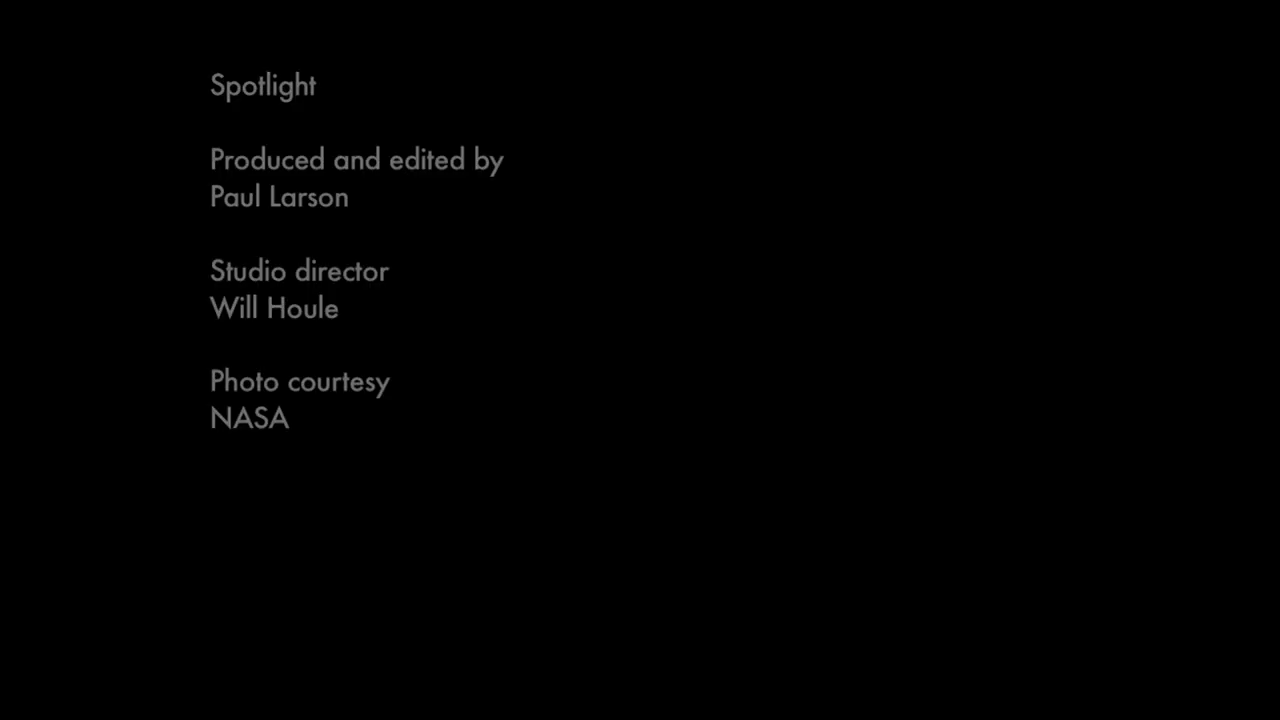 Spotlight
Produced and edited by
Paul Larson
Studio director
Will Houle
Photo courtesy
NASA